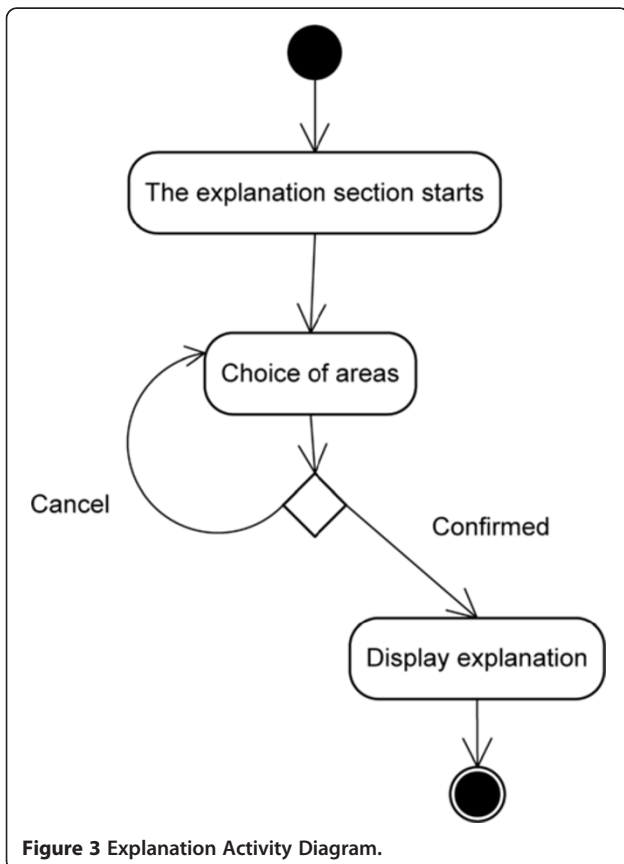 The explanation section starts
Choice of areas
Cancel
Confirmed
Display explanation
Figure 3 Explanation Activity Diagram.